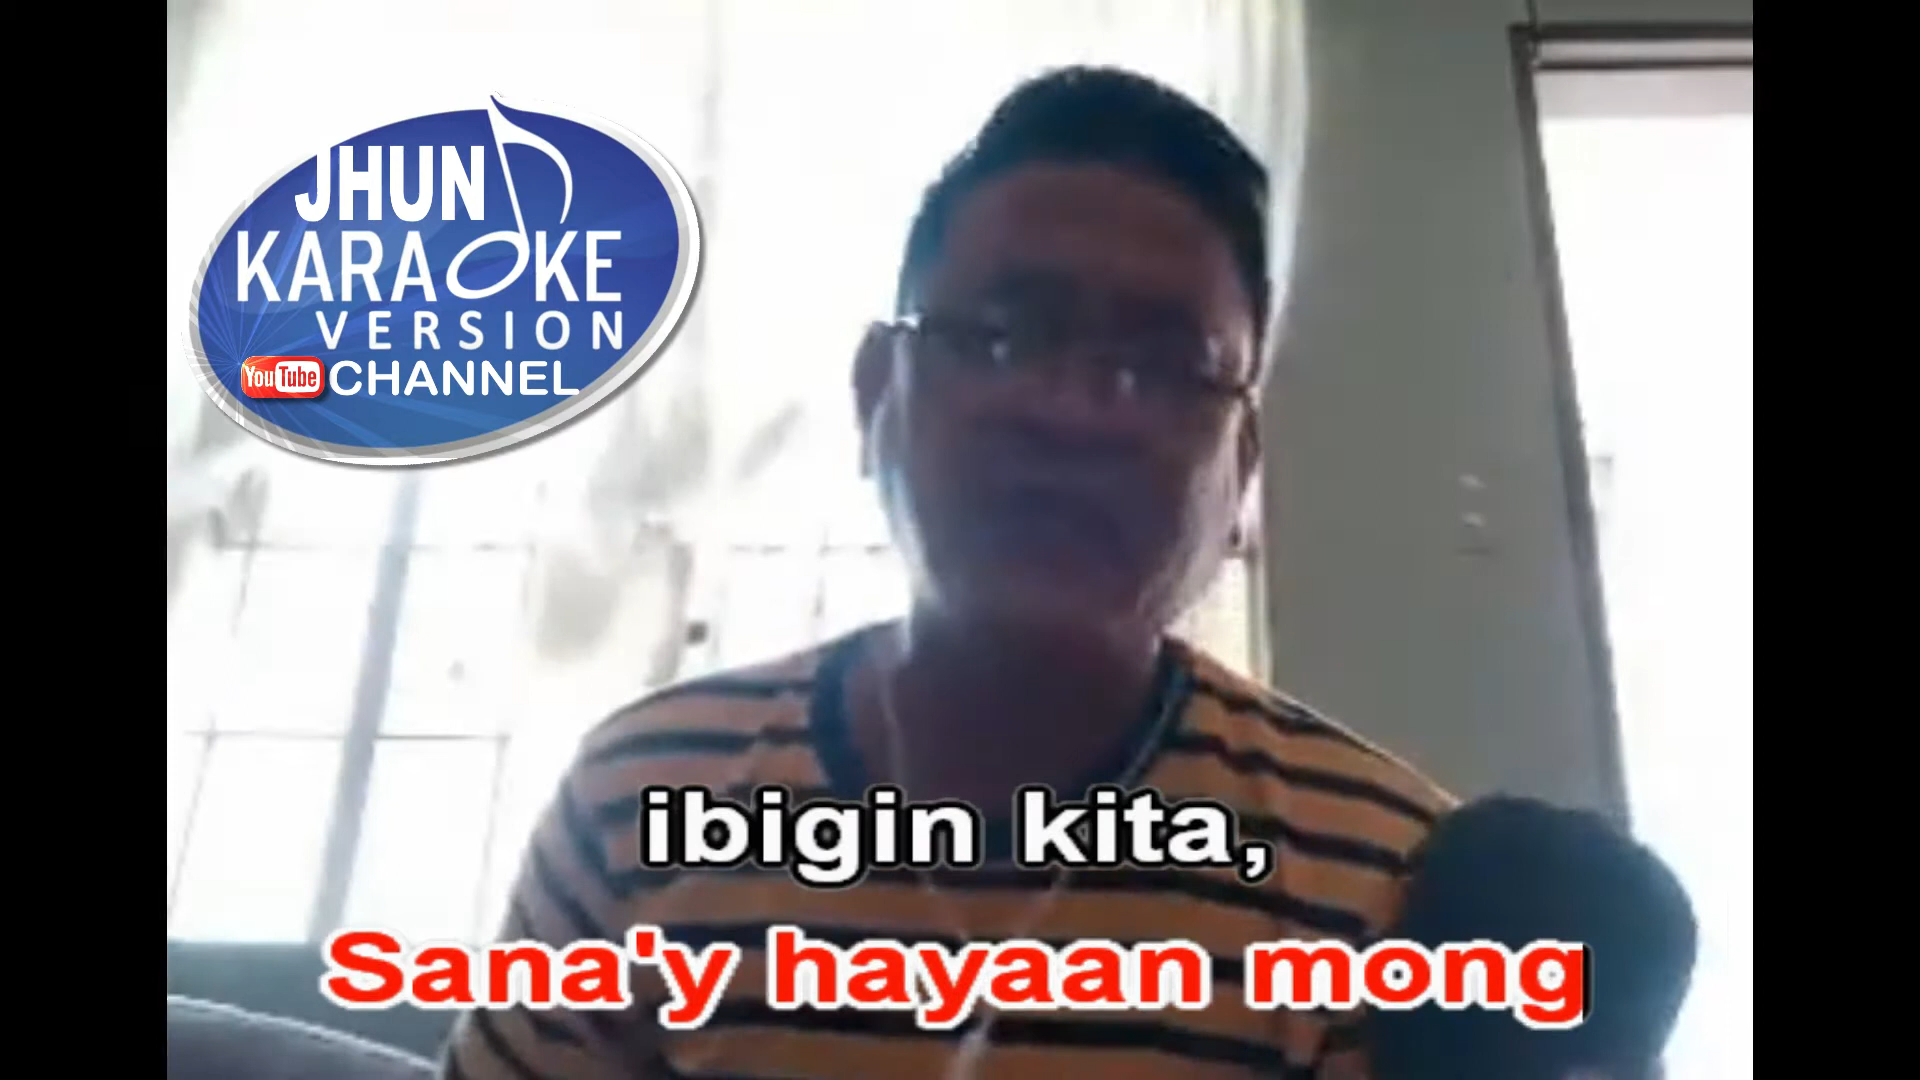 JHUN
KARAOKE
VERSION
YouTube CHANNEL
ibigin kita,
Sana'y hayaan mong